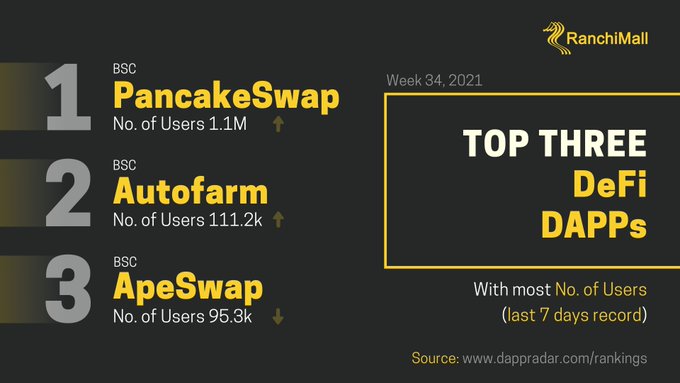 1
BSC
PancakeSwap
No. of Users 1.1M
2
BSC
Autofarm
No. of Users 111.2k
3
BSC
ApeSwap
No. of Users 95.3k
RanchiMall
Week 34, 2021
TOP THREE
DeFi
DAPPs
With most No. of Users
(last 7 days record)
Source: www.dappradar.com/rankings